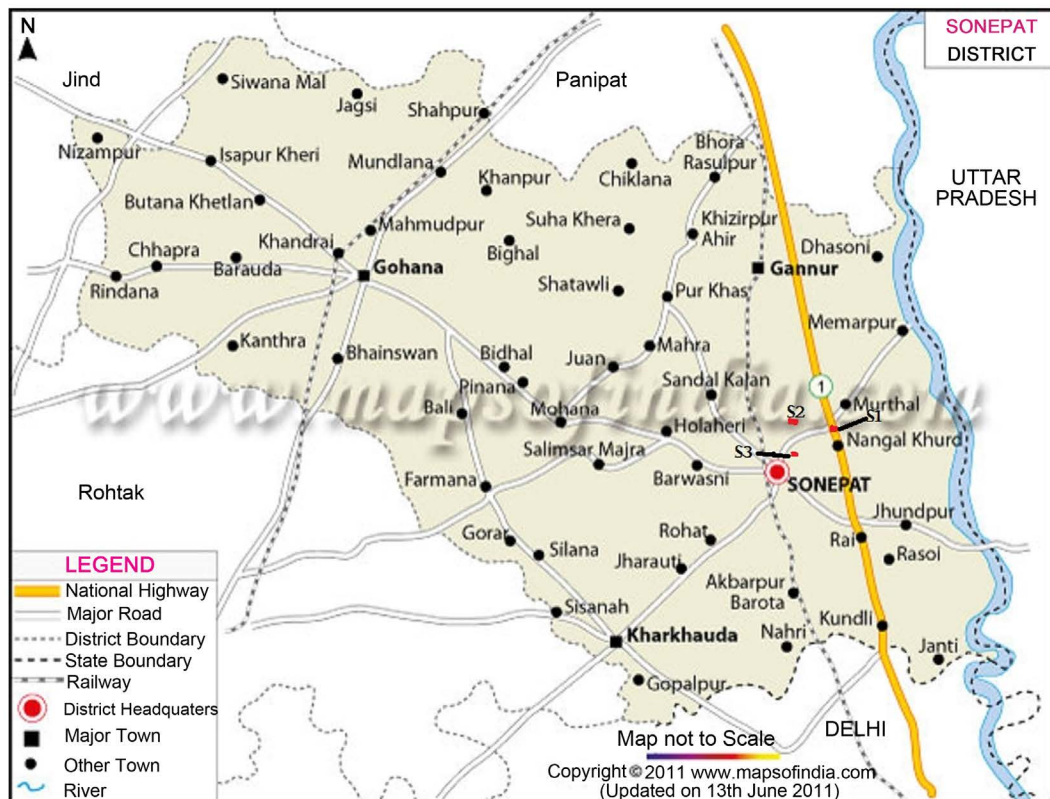 N
SONEPAT
DISTRICT
Jind
Panipat
UTTAR
PRADESH
Siwana Mal
Jagsi
Shahpur
Nizampur
Isapur Kheri
Mundlana
Khanpur
Chiklana
Bhora
Rasulpur
Butana Khetlan
Mahmudpur
Suha Khera
Khizirpur
Ahir
Khandrai
Bighal
Dhasoni
Chhapra
Barauda
Gohana
Gannur
Rindana
Shatawli
Pur Khas
Memarpur
Kanthra
Bhainswan
Bidhal
Juan
Mahra
Pinana
Sandal Kalan
1
www.mapsofindia.com
Bali
Mohana
Holaheri
S2
Murthal
S1
Nangal Khurd
Salimsar Majra
S3
Farmana
Barwasni
SONEPAT
Rohtak
Jhundpur
Gorar
Silana
Rohat
Rai
Rasoi
Jharauti
Akbarpur
Barota
Sisanah
Kundli
Kharkhauda
Nahri
Janti
Gopalpur
DELHI
LEGEND
National Highway
Major Road
District Boundary
State Boundary
Railway
District Headquaters
Major Town
Other Town
River
Map not to Scale
Copyright © 2011 www.mapsofindia.com
(Updated on 13th June 2011)